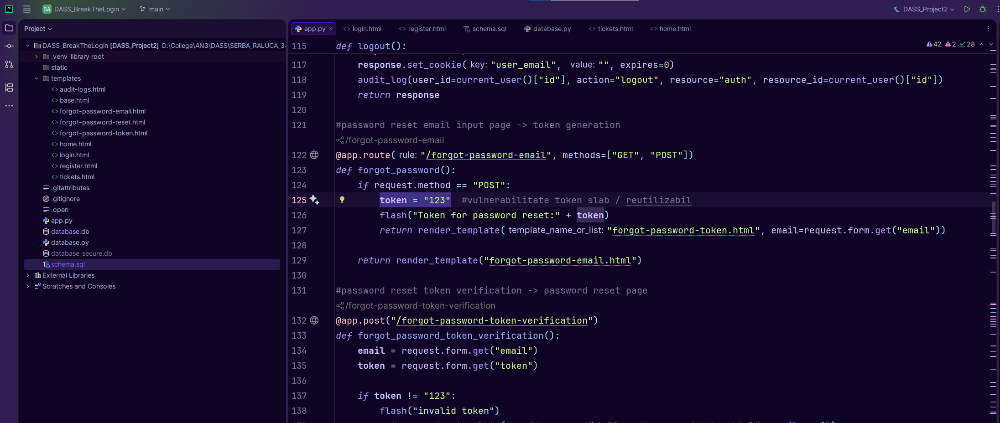 PC
DA DASS_BreakTheLogin main DASS_Project2
Project
DASS_BreakTheLogin [DASS_Project2] D:\College\AN3\DASS\SERBA_RALUCA_3
.venv library root
static
templates
audit-logs.html
base.html
forgot-password-email.html
forgot-password-reset.html
forgot-password-token.html
home.html
login.html
register.html
tickets.html
.gitattributes
.gitignore
.open
app.py
database.db
database.py
database_secure.db
schema.sql
External Libraries
Scratches and Consoles
app.py login.html register.html schema.sql database.py tickets.html home.html
42 2 28
115 def logout():
117 response.set_cookie( key: "user_email", value: "", expires=0)
118 audit_log(user_id=current_user()["id"], action="logout", resource="auth", resource_id=current_user()["id"])
119 return response
120
121 #password reset email input page -> token generation
/forgot-password-email
122 @app.route( rule: "/forgot-password-email", methods=["GET", "POST"])
123 def forgot_password():
124 if request.method == "POST":
125 token = "123" #vulnerabilitate token slab / reutilizabil
126 flash("Token for password reset:" + token)
127 return render_template( template_name_or_list: "forgot-password-token.html", email=request.form.get("email"))
128
129 return render_template("forgot-password-email.html")
130
131 #password reset token verification -> password reset page
/forgot-password-token-verification
132 @app.post("/forgot-password-token-verification")
133 def forgot_password_token_verification():
134 email = request.form.get("email")
135 token = request.form.get("token")
136
137 if token != "123":
138 flash("invalid token")